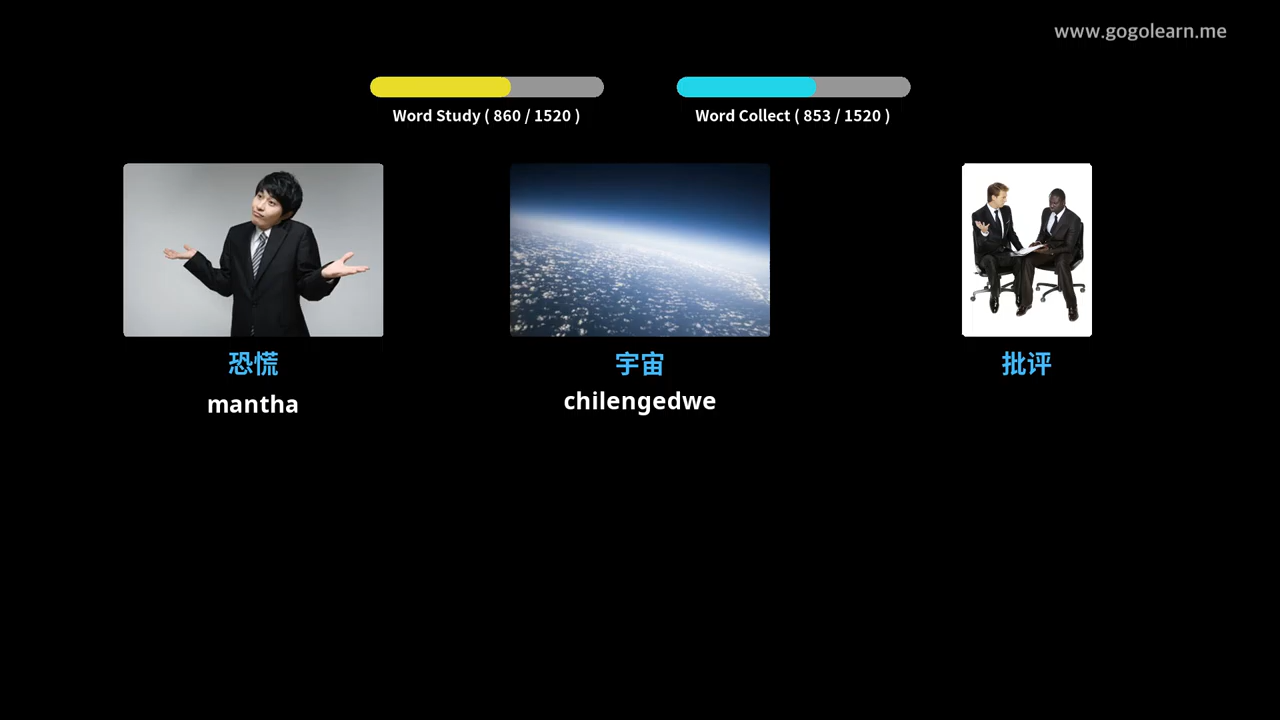 www.gogolearn.me
Word Study ( 860 / 1520 )
Word Collect ( 853 / 1520 )
恐慌
宇宙
批评
mantha
chilengedwe